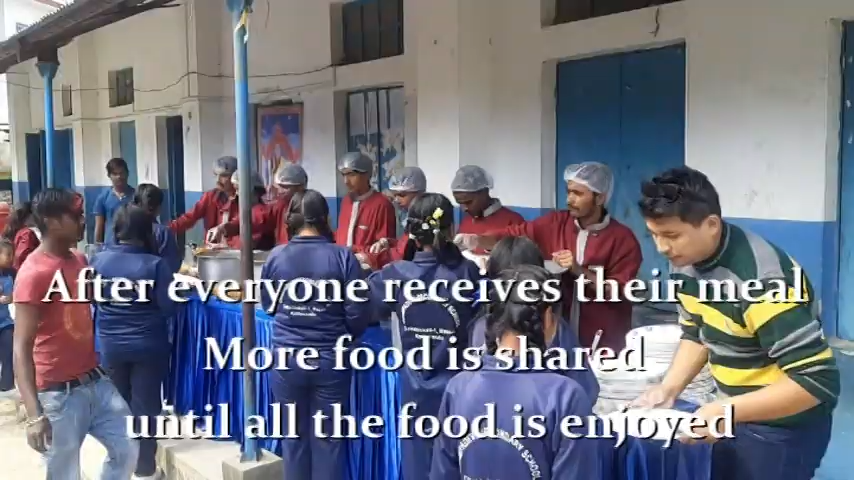 After everyone receives their meal
More food is shared
until all the food is enjoyed